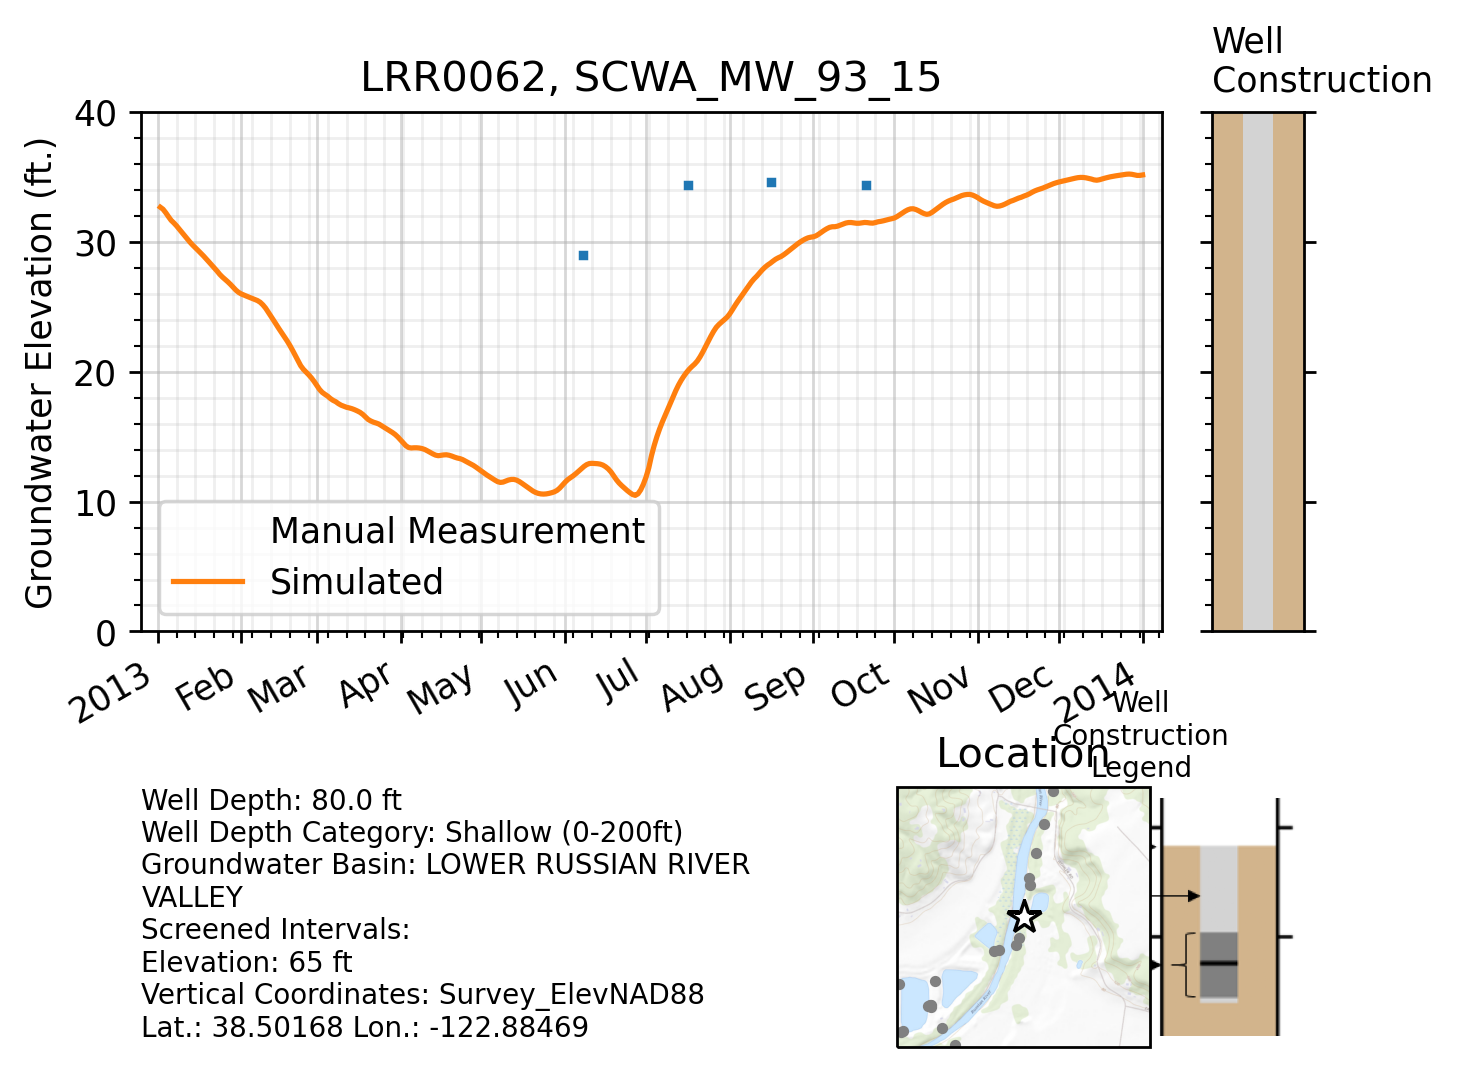 Well
Construction
LRR0062, SCWA_MW_93_15
Groundwater Elevation (ft.)
40
30
20
10
0
Manual Measurement
Simulated
2013
Feb
Mar
Apr
May
Jun
Jul
Aug
Sep
Oct
Nov
Dec
2014
Well
Construction
Legend
Location
Well Depth: 80.0 ft
Well Depth Category: Shallow (0-200ft)
Groundwater Basin: LOWER RUSSIAN RIVER
VALLEY
Screened Intervals:
Elevation: 65 ft
Vertical Coordinates: Survey_ElevNAD88
Lat.: 38.50168 Lon.: -122.88469